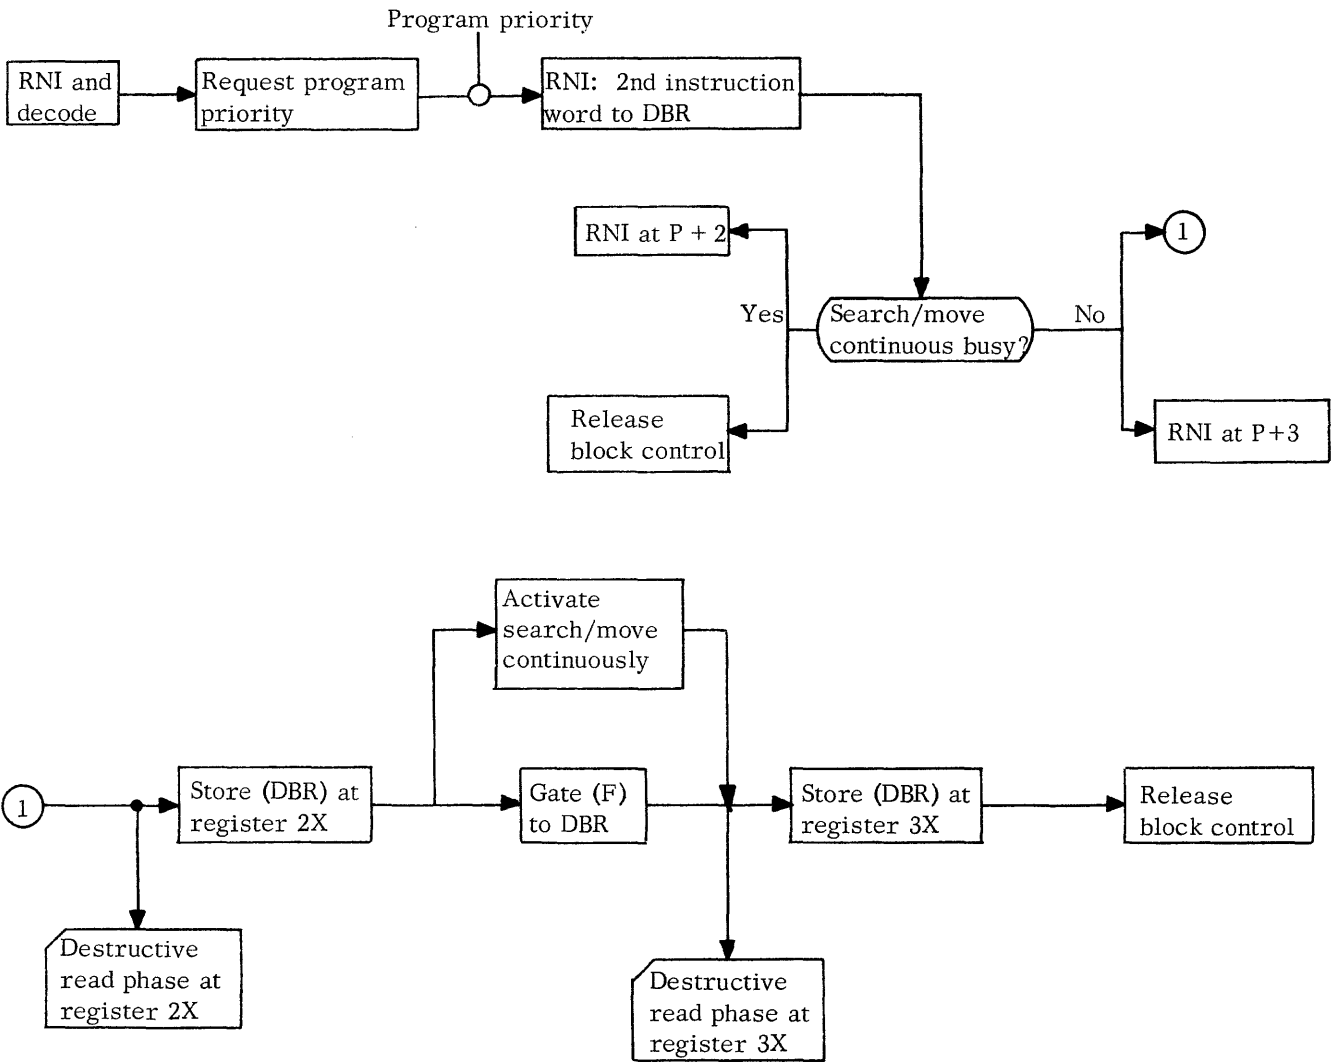 Program priority
RNI and
decode
Request program
priority
RNI: 2nd instruction
word to DBR
RNI at P + 2
1
Yes
Search/move
continuous busy?
No
Release
block control
RNI at P+3
Activate
search/move
continuously
1
Store (DBR) at
register 2X
Gate (F)
to DBR
Store (DBR) at
register 3X
Release
block control
Destructive
read phase at
register 2X
Destructive
read phase at
register 3X